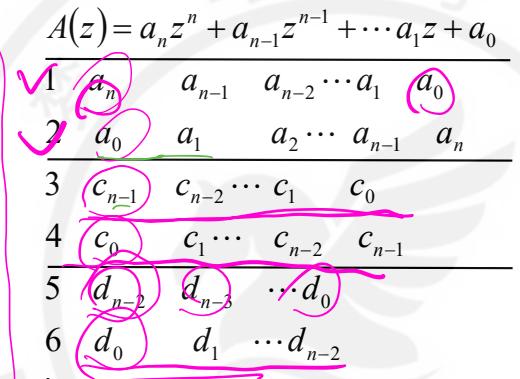 A(z) = a_n z^n + a_{n-1} z^{n-1} + ⋯ a_1 z + a_0
1 a_n a_{n-1} a_{n-2} ⋯ a_1 a_0
2 a_0 a_1 a_2 ⋯ a_{n-1} a_n
3 c_{n-1} c_{n-2} ⋯ c_1 c_0
4 c_0 c_1 ⋯ c_{n-2} c_{n-1}
5 d_{n-2} d_{n-3} ⋯ d_0
6 d_0 d_1 ⋯ d_{n-2}